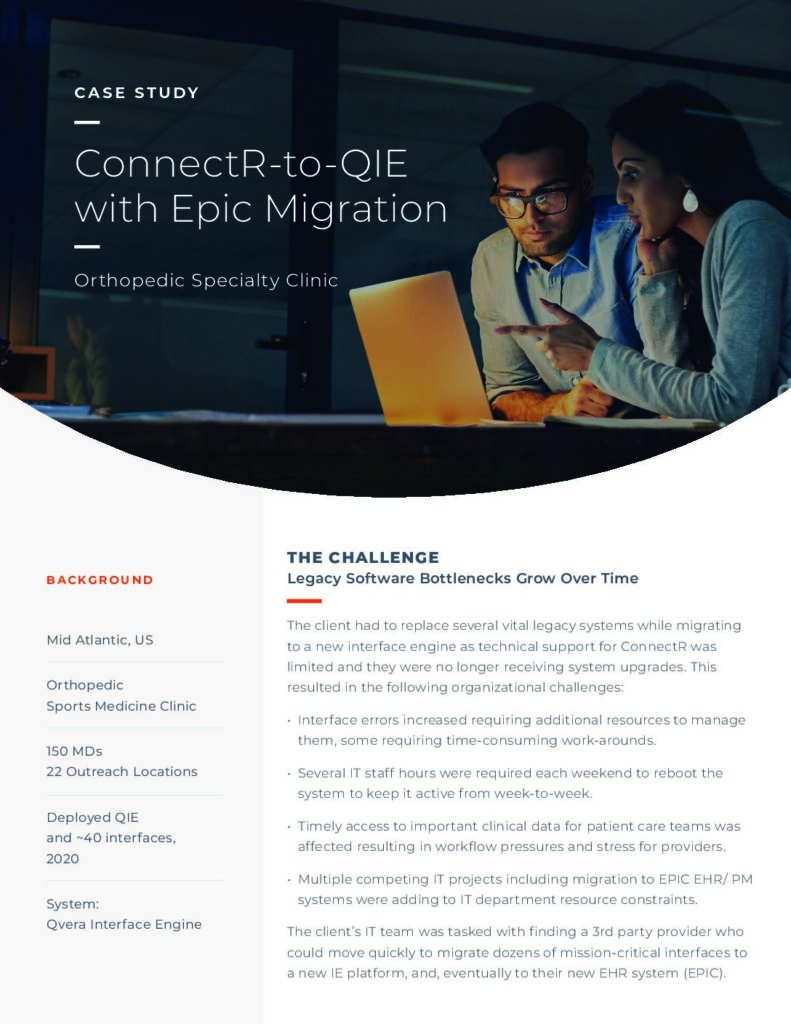 CASE STUDY
ConnectR-to-QIE
with Epic Migration
Orthopedic Specialty Clinic
BACKGROUND
Mid Atlantic, US
Orthopedic
Sports Medicine Clinic
150 MDs
22 Outreach Locations
Deployed QIE
and ~40 interfaces,
2020
System:
Qvera Interface Engine
THE CHALLENGE
Legacy Software Bottlenecks Grow Over Time
The client had to replace several vital legacy systems while migrating
to a new interface engine as technical support for ConnectR was
limited and they were no longer receiving system upgrades. This
resulted in the following organizational challenges:
• Interface errors increased requiring additional resources to manage
them, some requiring time-consuming work-arounds.
• Several IT staff hours were required each weekend to reboot the
system to keep it active from week-to-week.
• Timely access to important clinical data for patient care teams was
affected resulting in workflow pressures and stress for providers.
• Multiple competing IT projects including migration to EPIC EHR/ PM
systems were adding to IT department resource constraints.
The client's IT team was tasked with finding a 3rd party provider who
could move quickly to migrate dozens of mission-critical interfaces to
a new IE platform, and, eventually to their new EHR system (EPIC).